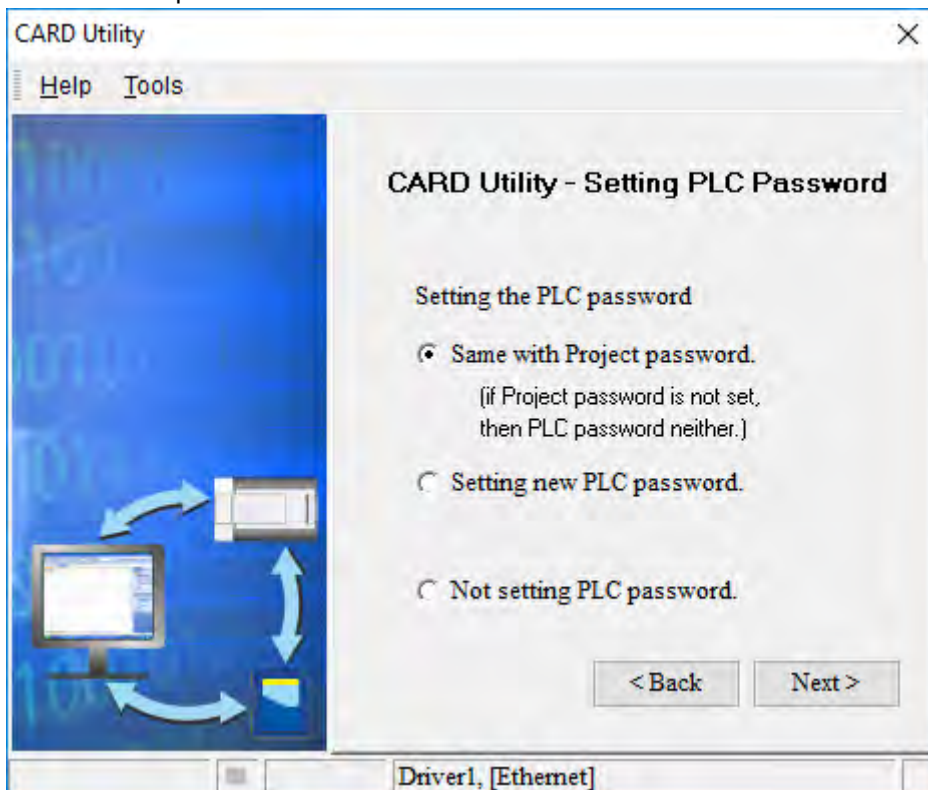 CARD Utility
Help Tools
CARD Utility - Setting PLC Password
Setting the PLC password
Same with Project password.
(if Project password is not set,
then PLC password neither.)
Setting new PLC password.
Not setting PLC password.
< Back Next >
Driver1, [Ethernet]